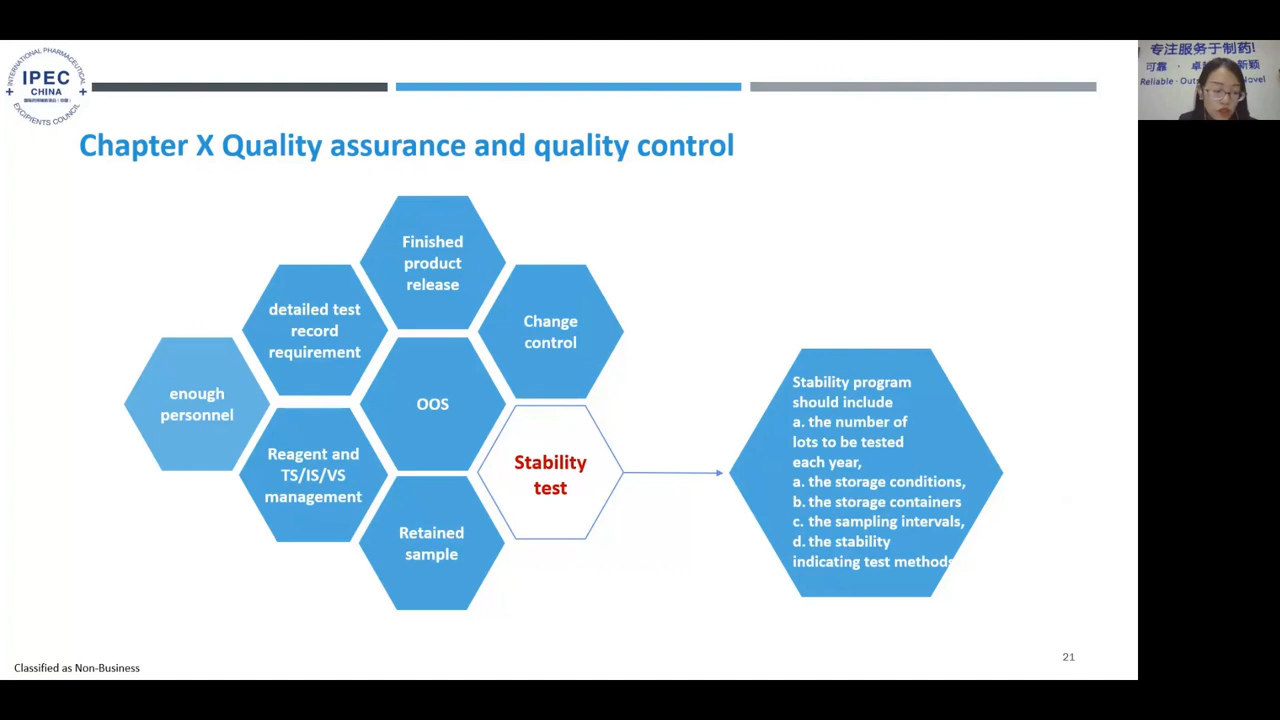 INTERNATIONAL PHARMACEUTICAL
IPEC
CHINA
EXCIPIENTS COUNCIL
Chapter X Quality assurance and quality control
Finished
product
release
detailed test
record
requirement
Change
control
enough
personnel
OOS
Reagent and
TS/IS/VS
management
Stability
test
Retained
sample
Stability program
should include
a. the number of
lots to be tested
each year,
a. the storage conditions,
b. the storage containers
c. the sampling intervals,
d. the stability
indicating test methods
21
Classified as Non-Business
专注服务于制药!
可靠 · 卓 新颖
Reliable